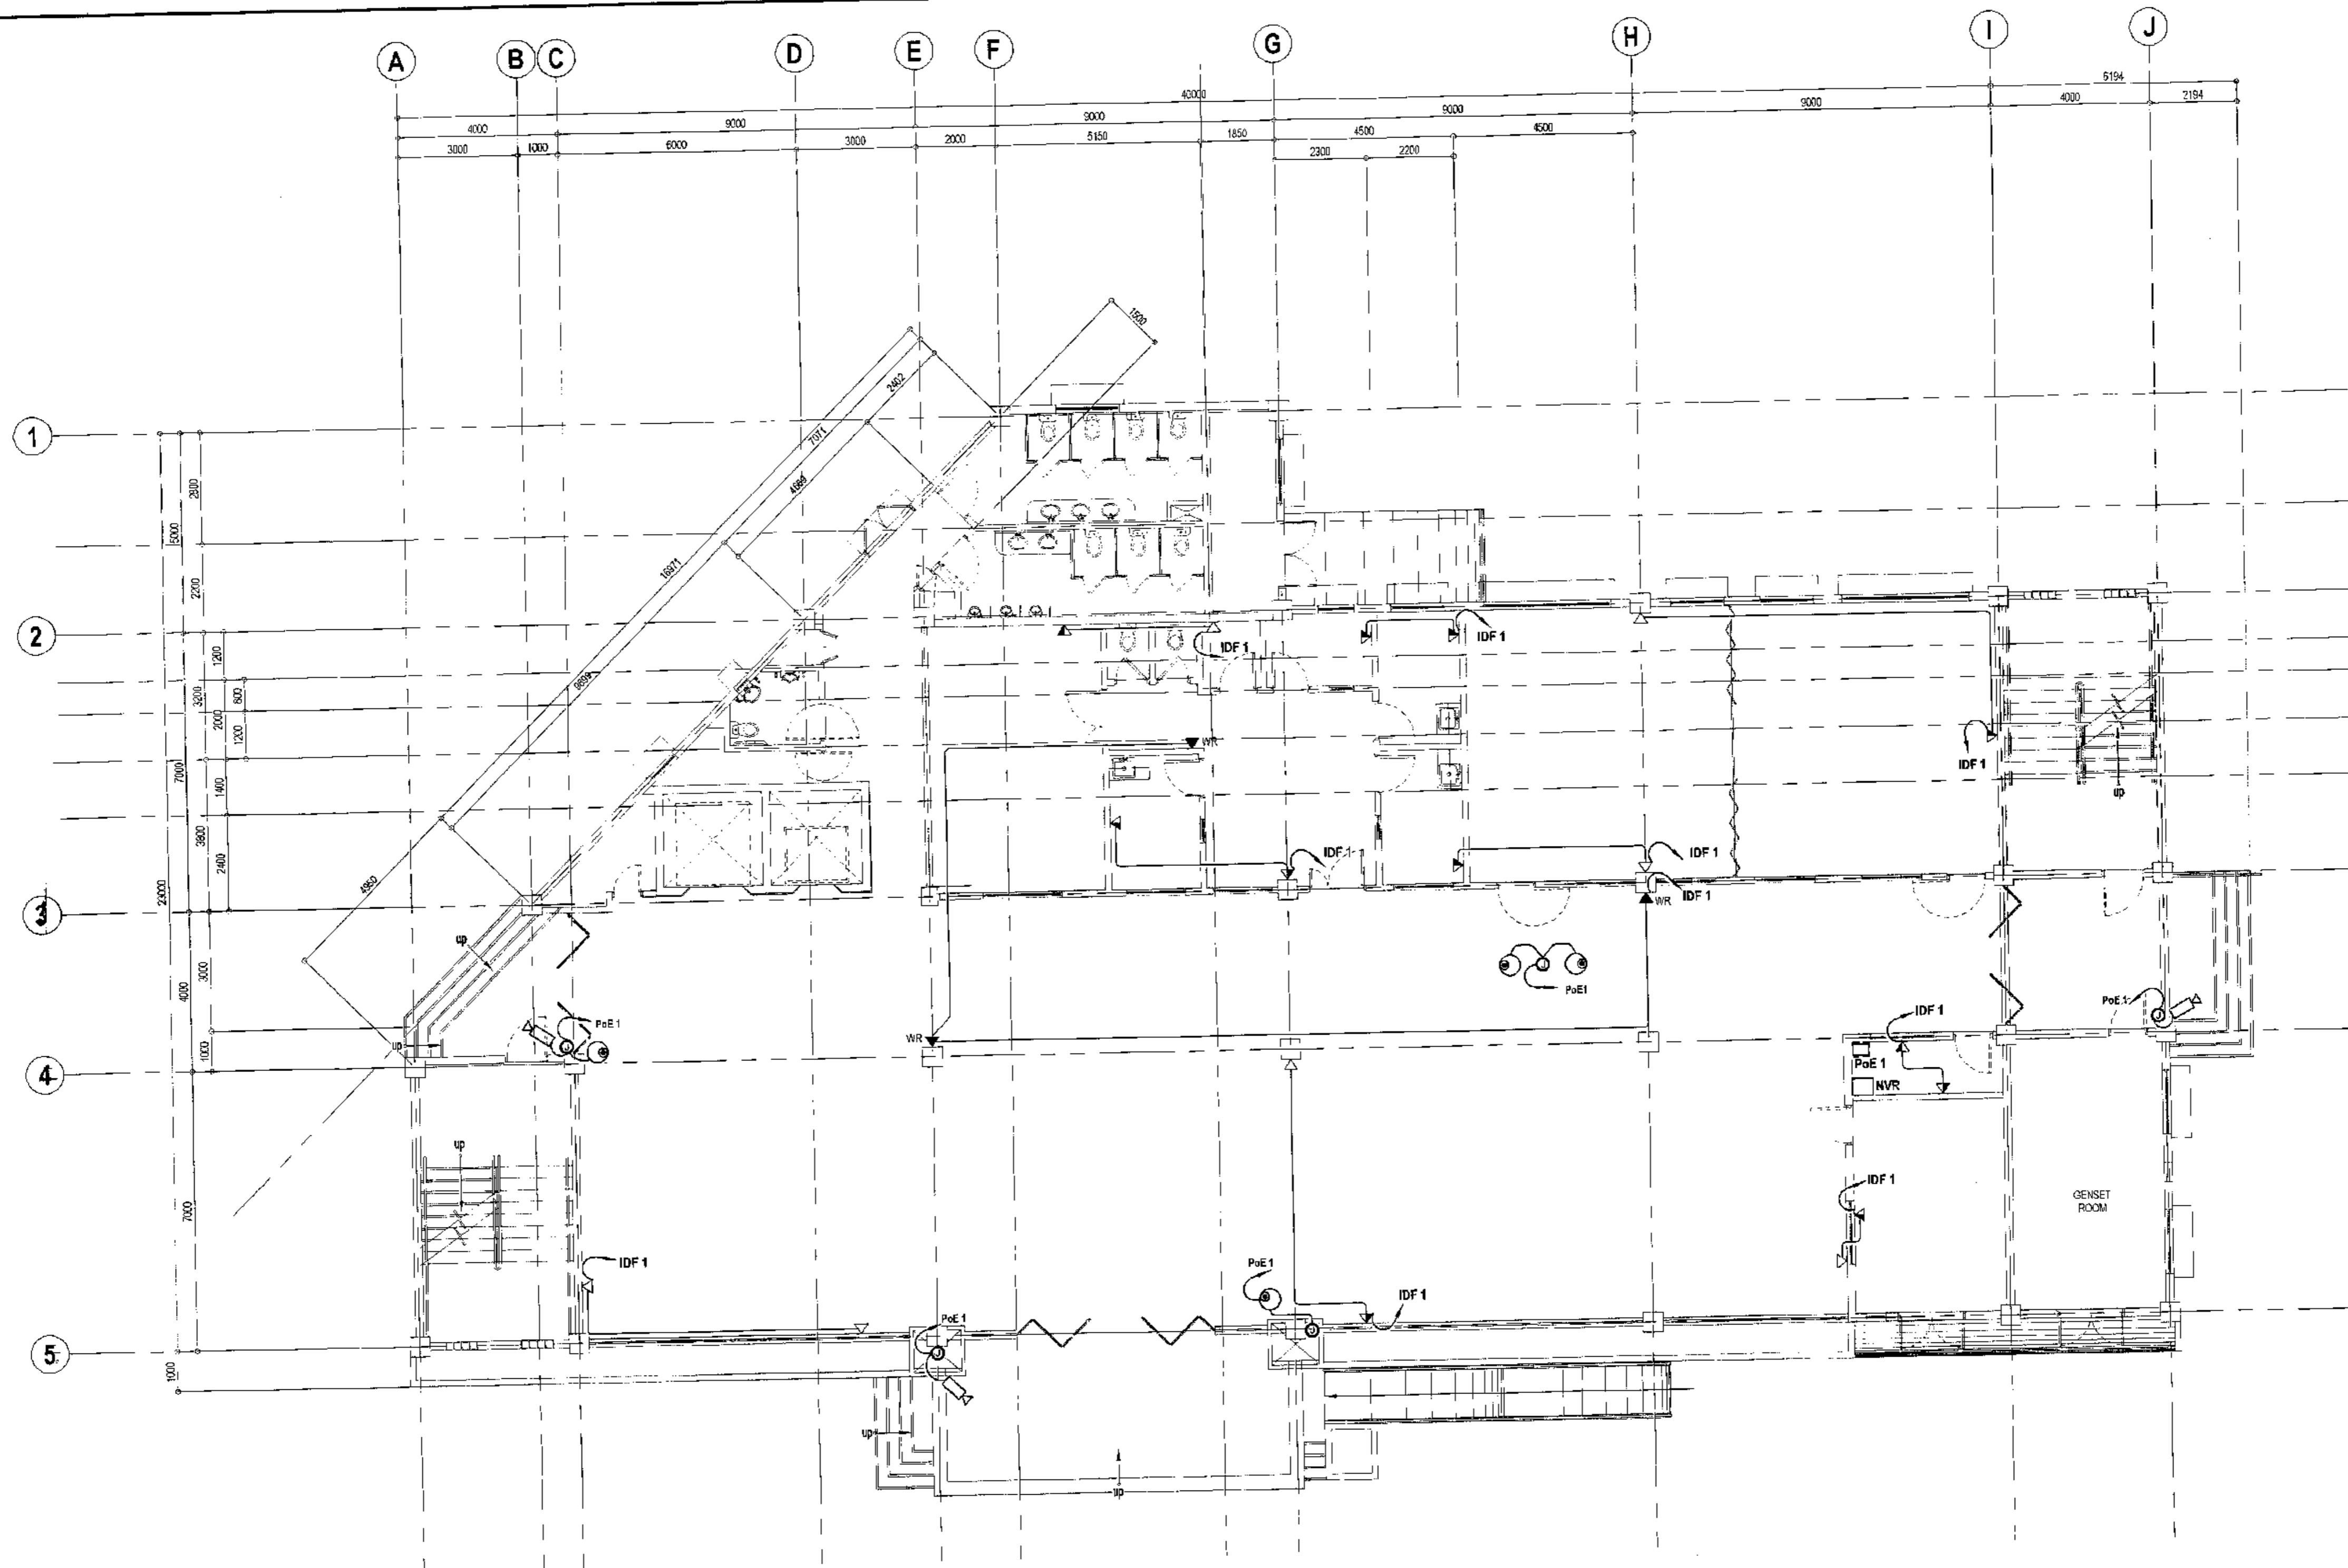 A B C D E F G H I J
6194
40000
4000 9000 9000 9000 9000 4000 2194
3000 1000 6000 3000 2000 5150 1850 4500 4500
2300 2200
1500
2402
7071
4669
16971
9899
4950
1
2800
5000
2200
2
1200
3200
600
2000
1200
7000
1400
3800
2400
23000
3
3000
4000
1000
4
7000
5
1000
IDF 1
IDF 1
IDF 1
up
WR
IDF 1
IDF 1
WR
IDF 1
up
PoE1
PoE 1
PoE 1
IDF 1
up
WR
PoE 1
NVR
up
IDF 1
GENSET
ROOM
IDF 1
PoE 1
IDF 1
PoE 1
up
up